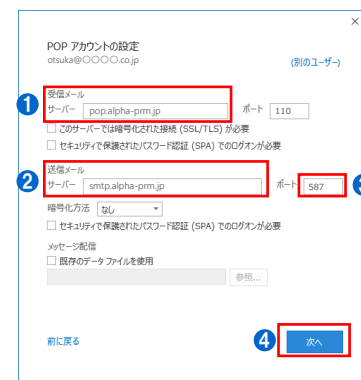 ×
POP アカウントの設定
otsuka@〇〇〇〇.co.jp
(別のユーザー)
受信メール
1 サーバー pop.alpha-prm.jp ポート 110
このサーバーでは暗号化された接続 (SSL/TLS) が必要
セキュリティで保護されたパスワード認証 (SPA) でのログオンが必要
送信メール
2 サーバー smtp.alpha-prm.jp ポート 587 3
暗号化方法 なし
セキュリティで保護されたパスワード認証 (SPA) でのログオンが必要
メッセージ配信
既存のデータ ファイルを使用
参照...
前に戻る 4 次へ